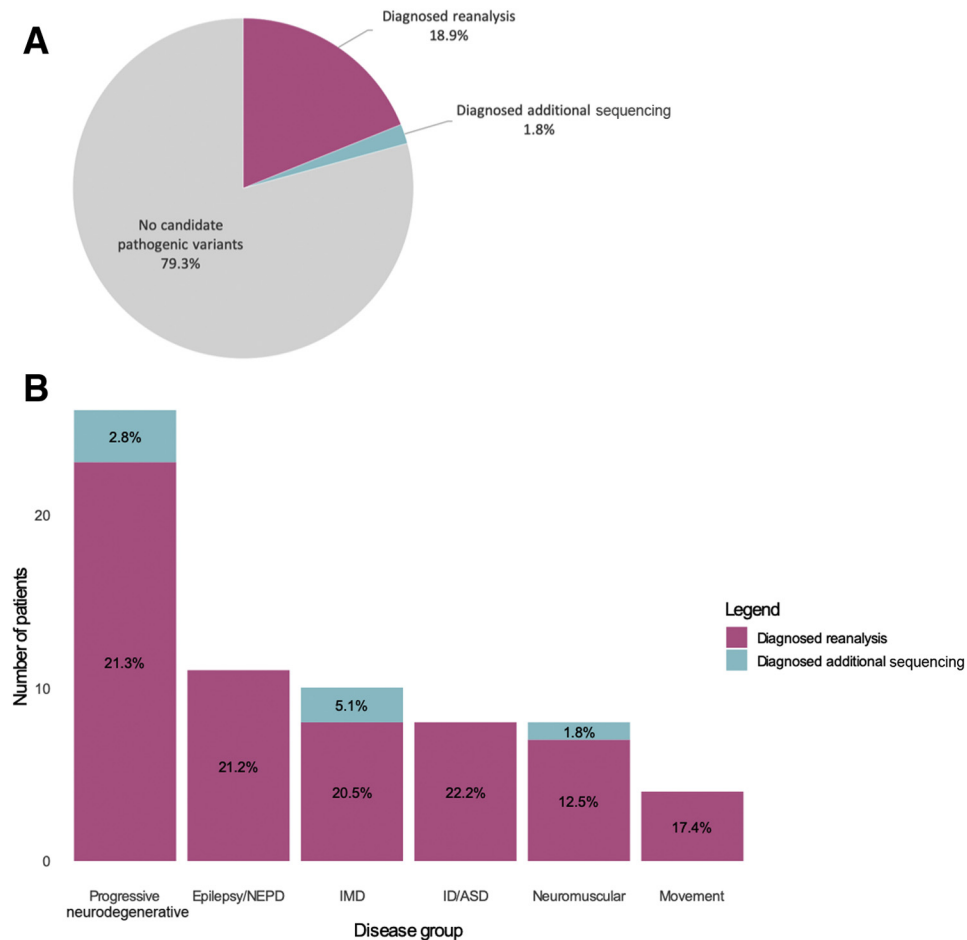 A
Diagnosed reanalysis
18.9%
Diagnosed additional sequencing
1.8%
No candidate
pathogenic variants
79.3%
B
Number of patients
20
10
0
2.8%
21.3%
21.2%
5.1%
20.5%
22.2%
1.8%
12.5%
17.4%
Legend
Diagnosed reanalysis
Diagnosed additional sequencing
Progressive
neurodegenerative
Epilepsy/NEPD
IMD
ID/ASD
Neuromuscular
Movement
Disease group